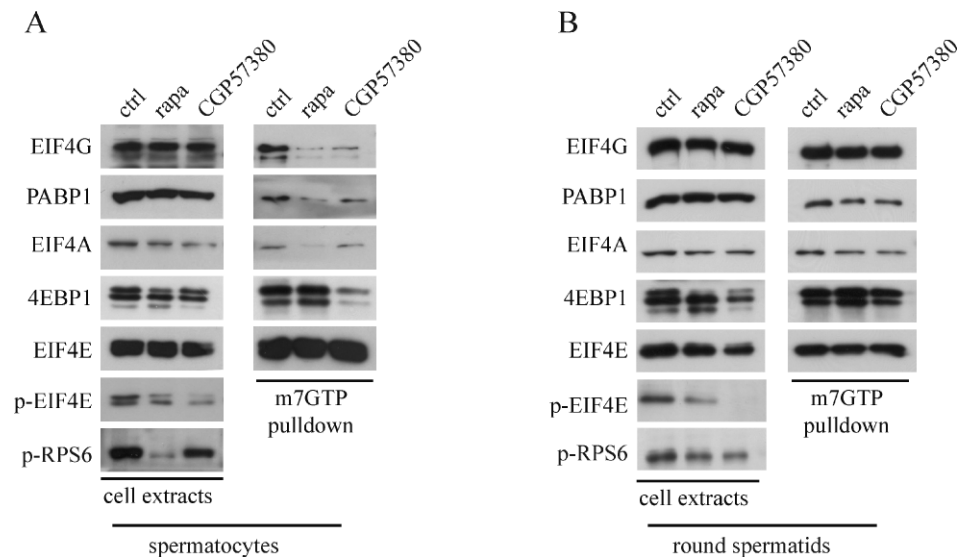 A
ctrl
rapa
CGP57380
ctrl
rapa
CGP57380
EIF4G
PABP1
EIF4A
4EBP1
EIF4E
p-EIF4E
p-RPS6
m7GTP
pulldown
cell extracts
spermatocytes
B
ctrl
rapa
CGP57380
ctrl
rapa
CGP57380
EIF4G
PABP1
EIF4A
4EBP1
EIF4E
p-EIF4E
p-RPS6
m7GTP
pulldown
cell extracts
round spermatids